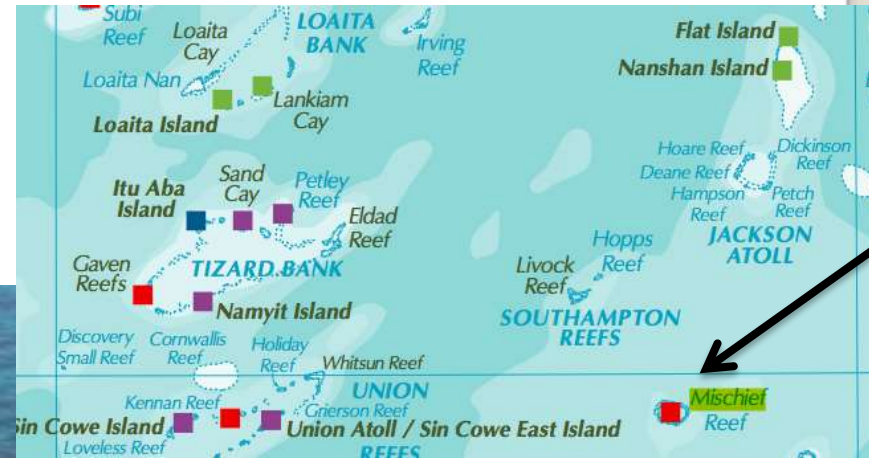 Subi
Reef
Loaita
Cay
LOAITA
BANK
Irving
Reef
Flat Island
Nanshan Island
Loaita Nan
Lankiam
Cay
Loaita Island
Hoare Reef
Dickinson
Reef
Deane Reef
Hampson
Reef
Petch
Reef
JACKSON
ATOLL
Itu Aba
Island
Sand
Cay
Petley
Reef
Eldad
Reef
Gaven
Reefs
TIZARD BANK
Namyit Island
Hopps
Reef
Livock
Reef
SOUTHAMPTON
REEFS
Discovery
Small Reef
Cornwallis
Reef
Holiday
Reef
Whitsun Reef
Kennan Reef
UNION
Grierson Reef
Mischief
Reef
Sin Cowe Island
Union Atoll / Sin Cowe East Island
Loveless Reef
REEFS